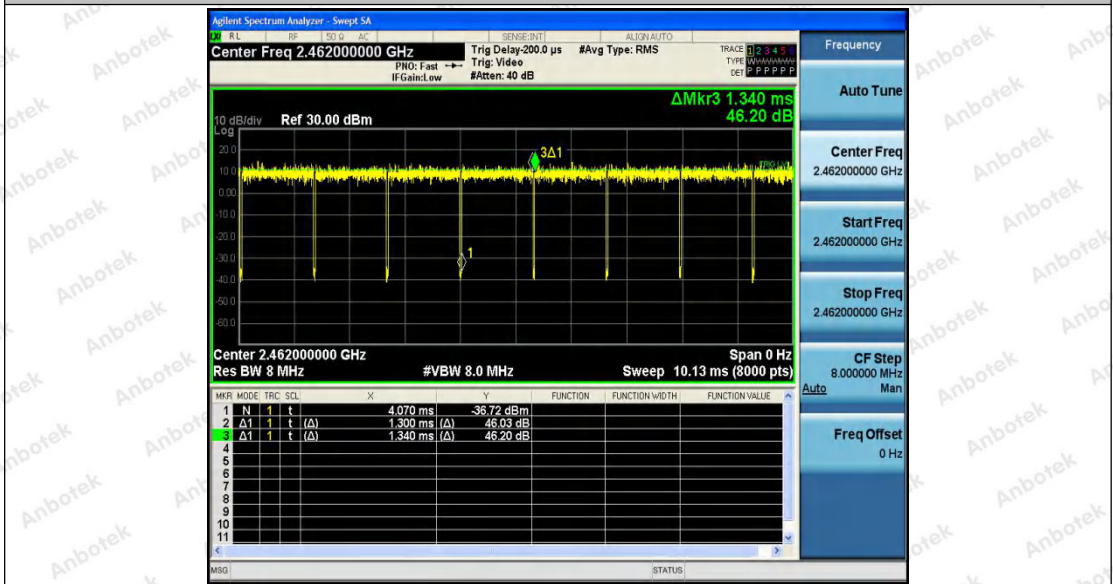 Agilent Spectrum Analyzer - Swept SA
RL RF 50 Ω AC SENSE:INT ALIGN AUTO
Center Freq 2.462000000 GHz
PNO: Fast
IFGain:Low
Trig Delay-200.0 µs
Trig: Video
#Atten: 40 dB
#Avg Type: RMS
TRACE 1 2 3 4 5 6
TYPE
DET P P P P P P
ΔMkr3 1.340 ms
46.20 dB
10 dB/div
Log
Ref 30.00 dBm
20.0
10.0
0.00
-10.0
-20.0
-30.0
-40.0
-50.0
-60.0
3Δ1
1
Center 2.462000000 GHz Span 0 Hz
Res BW 8 MHz #VBW 8.0 MHz Sweep 10.13 ms (8000 pts)
MKR MODE TRC SCL X Y FUNCTION FUNCTION WIDTH FUNCTION VALUE
1 N 1 t 4.070 ms -36.72 dBm
2 Δ1 1 t (Δ) 1.300 ms (Δ) 46.03 dB
3 Δ1 1 t (Δ) 1.340 ms (Δ) 46.20 dB
4
5
6
7
8
9
10
11
MSG STATUS
Frequency
Auto Tune
Center Freq
2.462000000 GHz
Start Freq
2.462000000 GHz
Stop Freq
2.462000000 GHz
CF Step
8.000000 MHz
Auto Man
Freq Offset
0 Hz
Anbotek